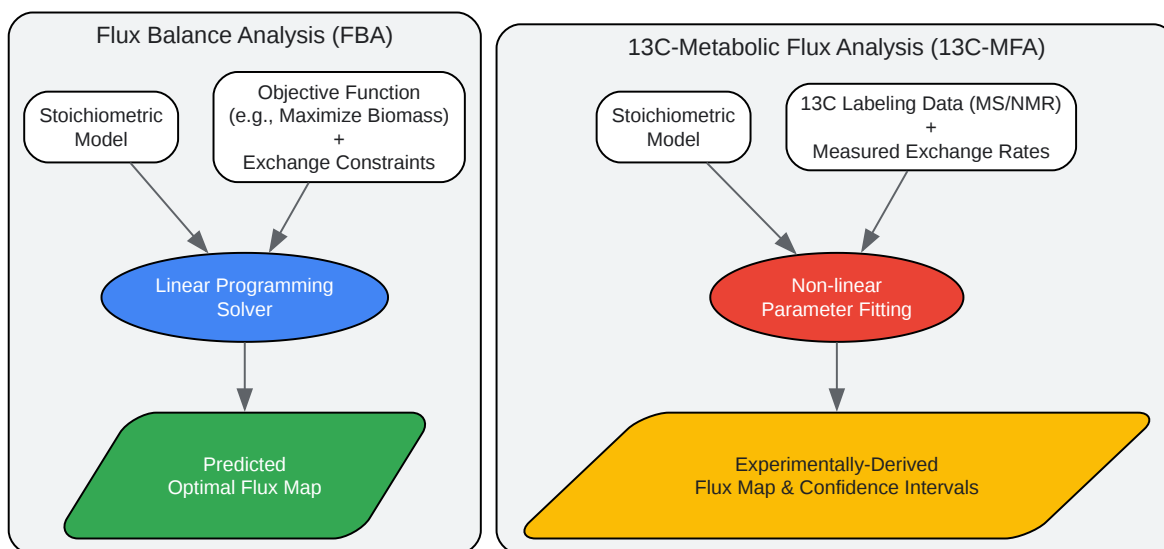 Flux Balance Analysis (FBA)
Stoichiometric
Model
Objective Function
(e.g., Maximize Biomass)
+
Exchange Constraints
Linear Programming
Solver
Predicted
Optimal Flux Map
13C-Metabolic Flux Analysis (13C-MFA)
Stoichiometric
Model
13C Labeling Data (MS/NMR)
+
Measured Exchange Rates
Non-linear
Parameter Fitting
Experimentally-Derived
Flux Map & Confidence Intervals